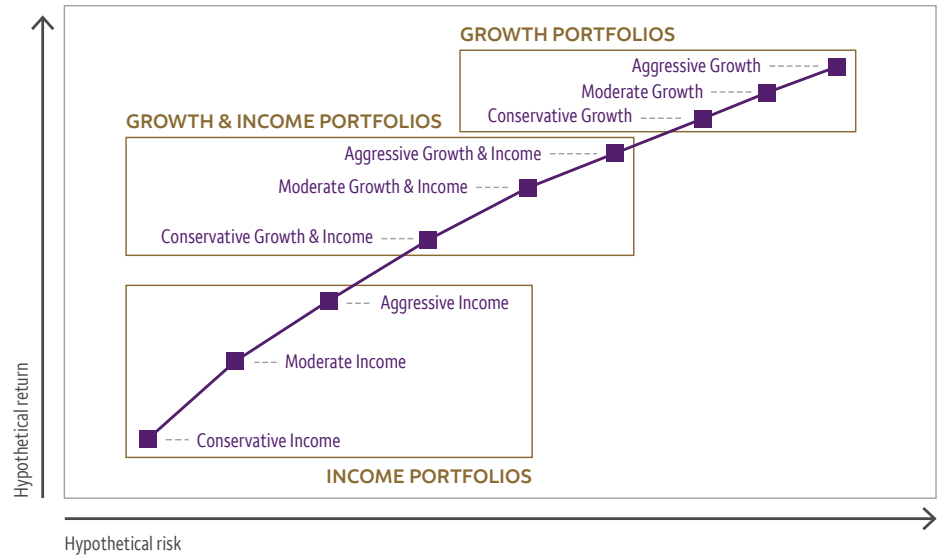 GROWTH PORTFOLIOS
Aggressive Growth
Moderate Growth
Conservative Growth
GROWTH & INCOME PORTFOLIOS
Aggressive Growth & Income
Moderate Growth & Income
Conservative Growth & Income
Aggressive Income
Moderate Income
Conservative Income
INCOME PORTFOLIOS
Hypothetical return
Hypothetical risk